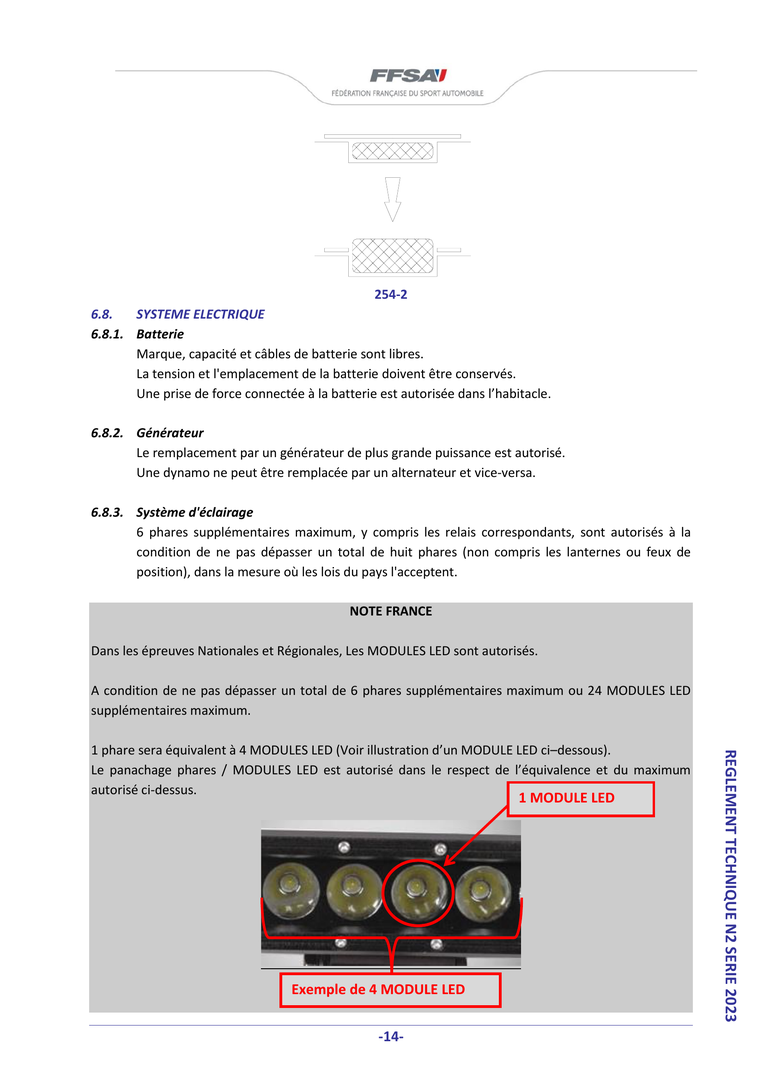 FFSA
FÉDÉRATION FRANÇAISE DU SPORT AUTOMOBILE
254-2
6.8. SYSTEME ELECTRIQUE
6.8.1. Batterie
Marque, capacité et câbles de batterie sont libres.
La tension et l'emplacement de la batterie doivent être conservés.
Une prise de force connectée à la batterie est autorisée dans l’habitacle.
6.8.2. Générateur
Le remplacement par un générateur de plus grande puissance est autorisé.
Une dynamo ne peut être remplacée par un alternateur et vice-versa.
6.8.3. Système d'éclairage
6 phares supplémentaires maximum, y compris les relais correspondants, sont autorisés à la
condition de ne pas dépasser un total de huit phares (non compris les lanternes ou feux de
position), dans la mesure où les lois du pays l'acceptent.
NOTE FRANCE
Dans les épreuves Nationales et Régionales, Les MODULES LED sont autorisés.
A condition de ne pas dépasser un total de 6 phares supplémentaires maximum ou 24 MODULES LED
supplémentaires maximum.
1 phare sera équivalent à 4 MODULES LED (Voir illustration d’un MODULE LED ci–dessous).
Le panachage phares / MODULES LED est autorisé dans le respect de l’équivalence et du maximum
autorisé ci-dessus.
1 MODULE LED
Exemple de 4 MODULE LED
REGLEMENT TECHNIQUE N2 SERIE 2023
-14-